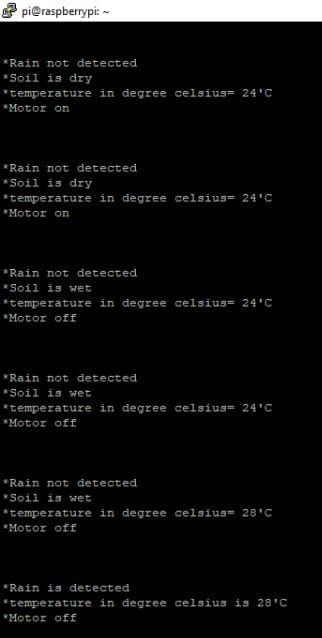 pi@raspberrypi: ~
*Rain not detected
*Soil is dry
*temperature in degree celsius= 24'C
*Motor on
*Rain not detected
*Soil is dry
*temperature in degree celsius= 24'C
*Motor on
*Rain not detected
*Soil is wet
*temperature in degree celsius= 24'C
*Motor off
*Rain not detected
*Soil is wet
*temperature in degree celsius= 24'C
*Motor off
*Rain not detected
*Soil is wet
*temperature in degree celsius= 28'C
*Motor off
*Rain is detected
*temperature in degree celsius is 28'C
*Motor off